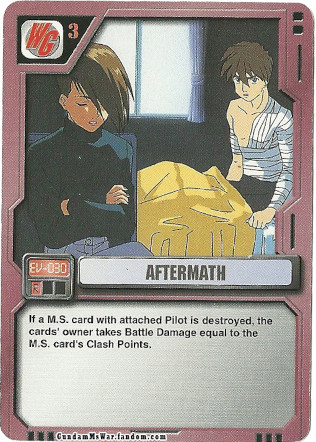 WG
3
EV-030
R
AFTERMATH
If a M.S. card with attached Pilot is destroyed, the
cards' owner takes Battle Damage equal to the
M.S. card's Clash Points.
GundamMsWar.fandom.com